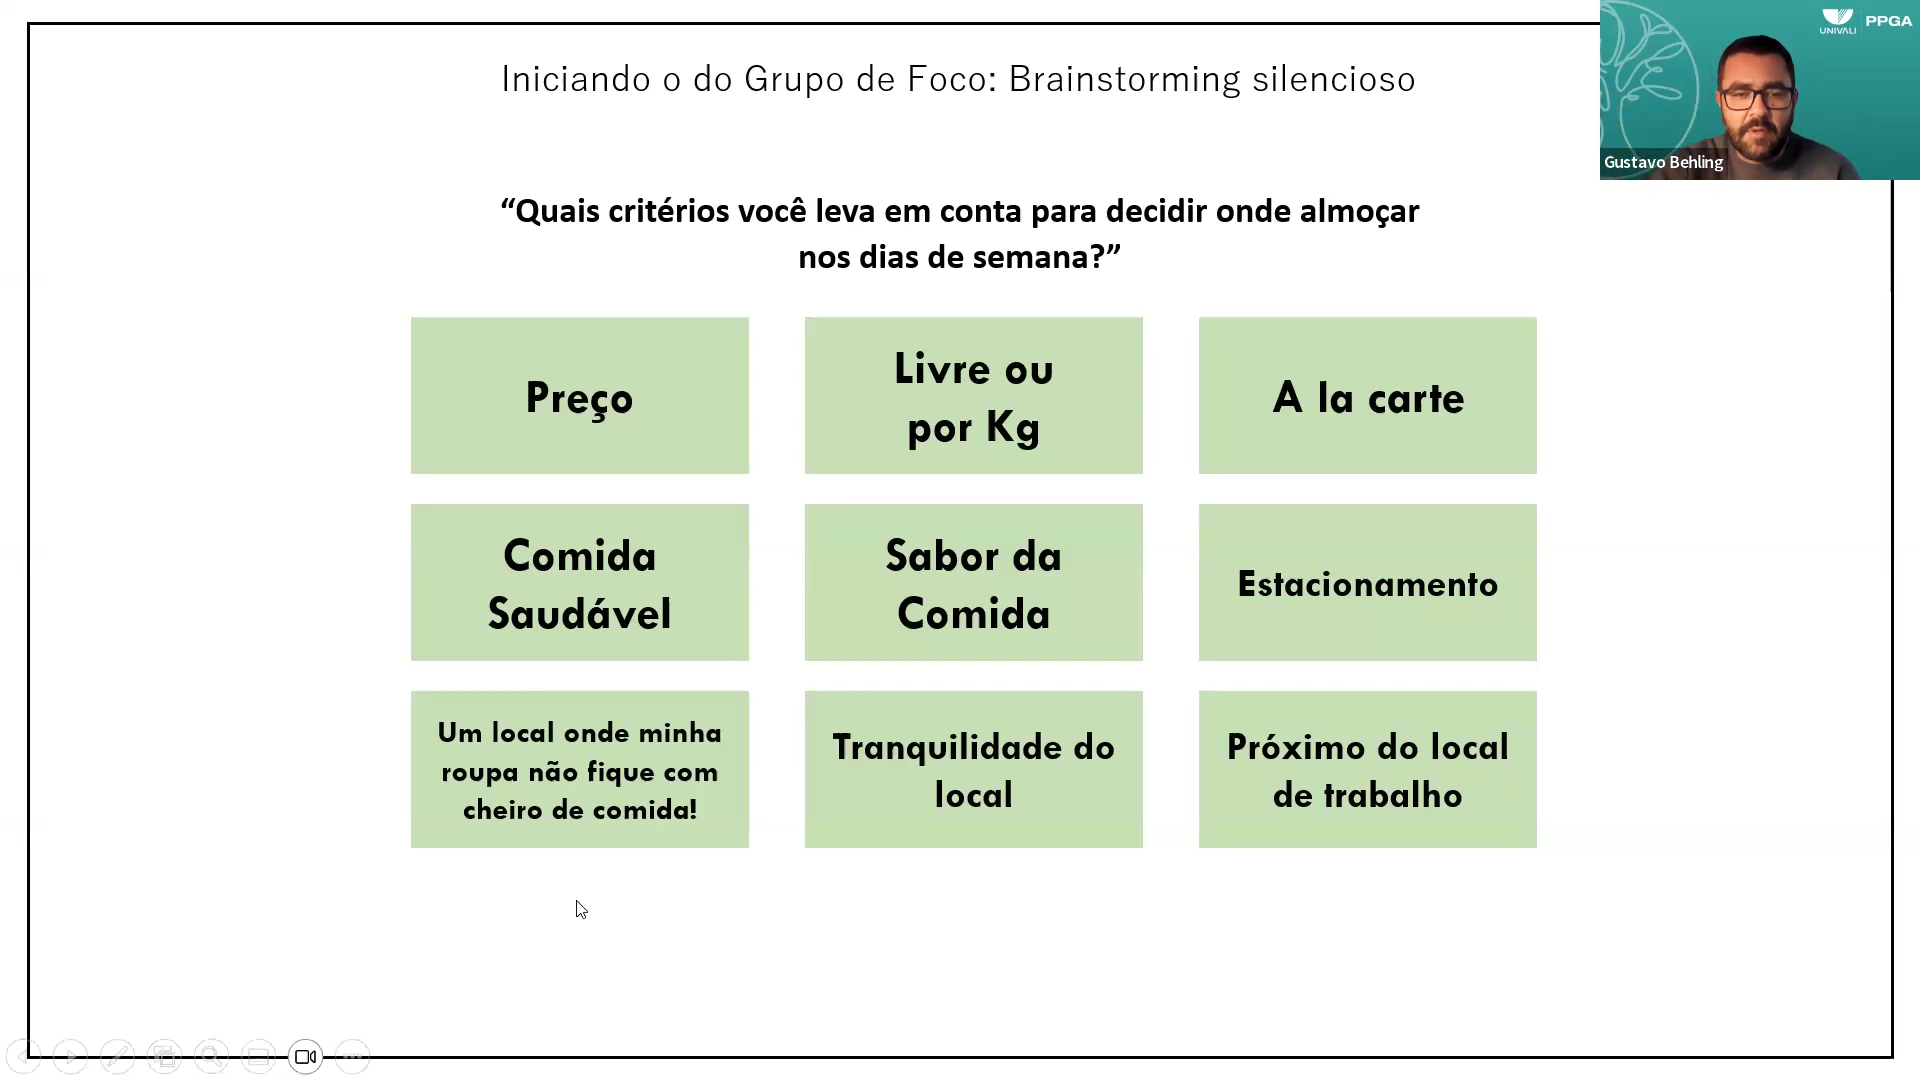 Iniciando o do Grupo de Foco: Brainstorming silencioso
UNIVALI
PPGA
Gustavo Behling
“Quais critérios você leva em conta para decidir onde almoçar
nos dias de semana?”
Preço
Livre ou
por Kg
A la carte
Comida
Saudável
Sabor da
Comida
Estacionamento
Um local onde minha
roupa não fique com
cheiro de comida!
Tranquilidade do
local
Próximo do local
de trabalho